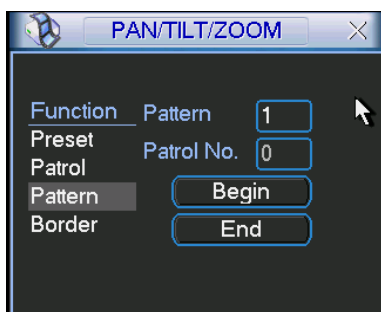 PAN/TILT/ZOOM
Function Pattern 1
Preset
Patrol No. 0
Patrol
Pattern
Begin
Border
End